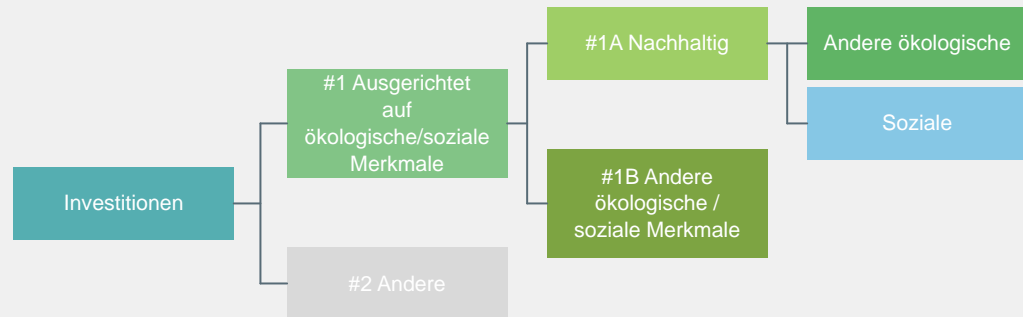 Investitionen
#1 Ausgerichtet
auf
ökologische/soziale
Merkmale
#2 Andere
#1A Nachhaltig
#1B Andere
ökologische /
soziale Merkmale
Andere ökologische
Soziale